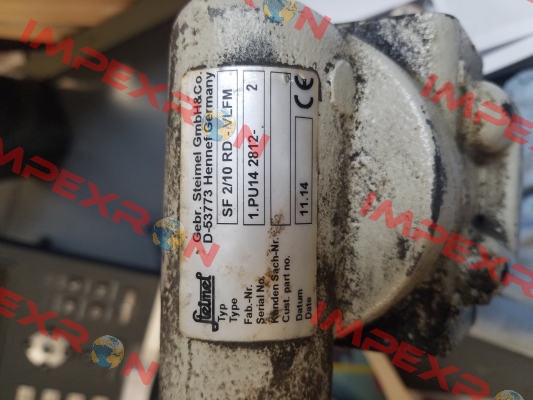 Steimel
Gebr. Steimel GmbH&Co.
D-53773 Hennef Germany
Typ
Type
SF 2/10 RD VLFM
Fab.-Nr.
Serial No.
1.PU14 2812- 2
Kunden Sach-Nr.
Cust. part no.
Datum
Date
11.14
CE
IMPEXRON
IMPEXRON
IMPEXRON
IMPEXRON